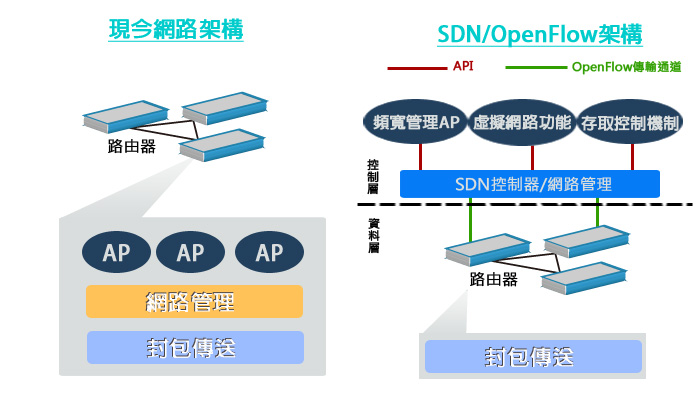 現今網路架構
路由器
AP AP AP
網路管理
封包傳送
SDN/OpenFlow架構
API OpenFlow傳輸通道
頻寬管理AP 虛擬網路功能 存取控制機制
控制層
SDN控制器/網路管理
資料層
路由器
封包傳送